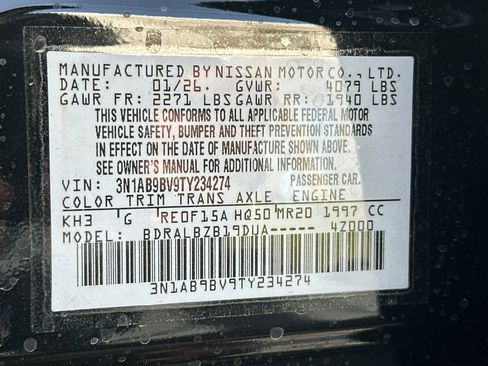 MANUFACTURED BY NISSAN MOTOR CO., LTD.
DATE: 01/26. GVWR: 4079 LBS
GAWR FR: 2271 LBS GAWR RR: 1940 LBS
THIS VEHICLE CONFORMS TO ALL APPLICABLE FEDERAL MOTOR
VEHICLE SAFETY, BUMPER AND THEFT PREVENTION STANDARDS
IN EFFECT ON THE DATE OF MANUFACTURE SHOWN ABOVE. SEE
OWNER'S MANUAL FOR ADDITIONAL INFORMATION.
VIN: 3N1AB9BV9TY234274 PASSENGER CAR.
COLOR TRIM TRANS AXLE ENGINE
KH3 G RE0F15A HQ50 MR20 1997 CC
MODEL: BDRALBZB19DUA----- 4Z000
3N1AB9BV9TY234274